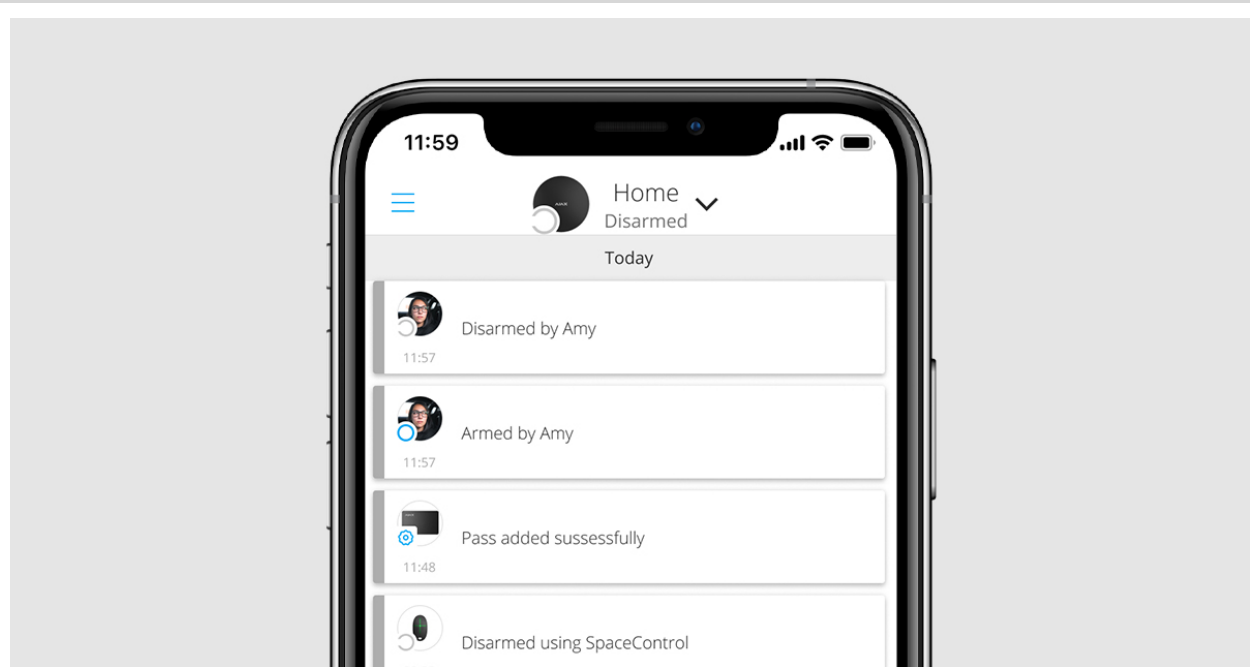 11:59
Home
Disarmed
Today
Disarmed by Amy
11:57
Armed by Amy
11:57
Pass added sussessfully
11:48
Disarmed using SpaceControl